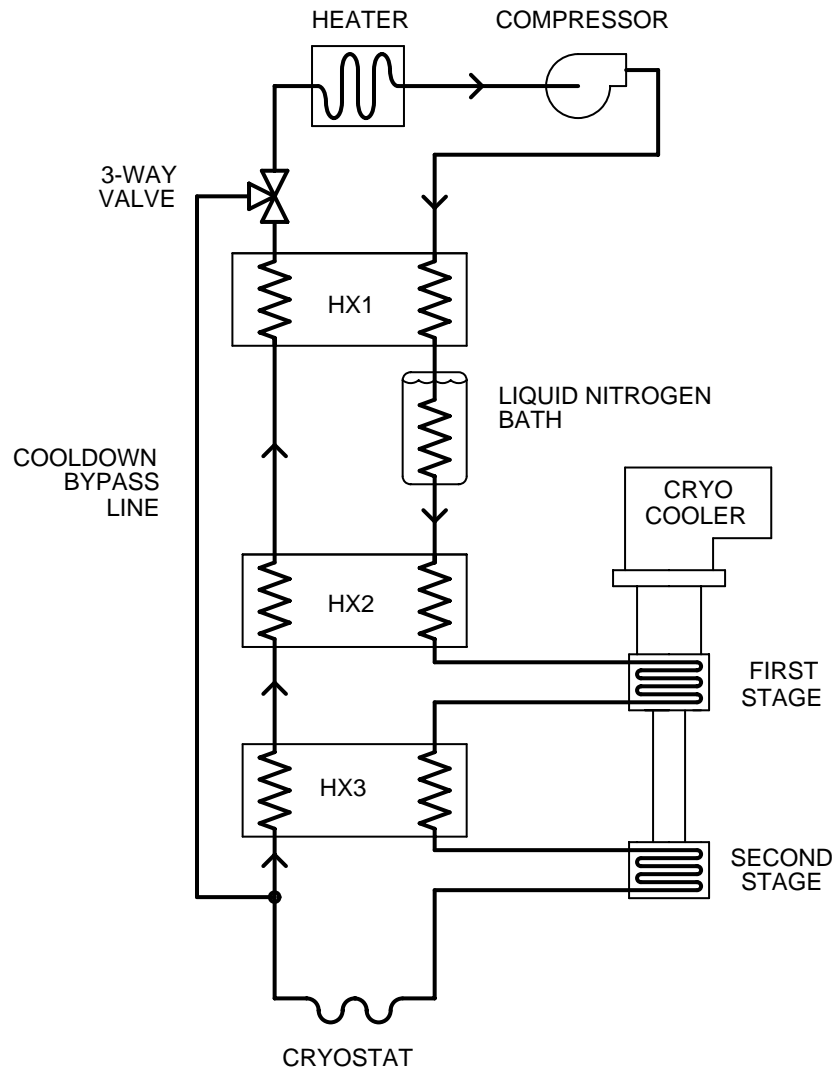 HEATER
COMPRESSOR
3-WAY
VALVE
HX1
LIQUID NITROGEN
BATH
COOLDOWN
BYPASS
LINE
CRYO
COOLER
HX2
FIRST
STAGE
HX3
SECOND
STAGE
CRYOSTAT